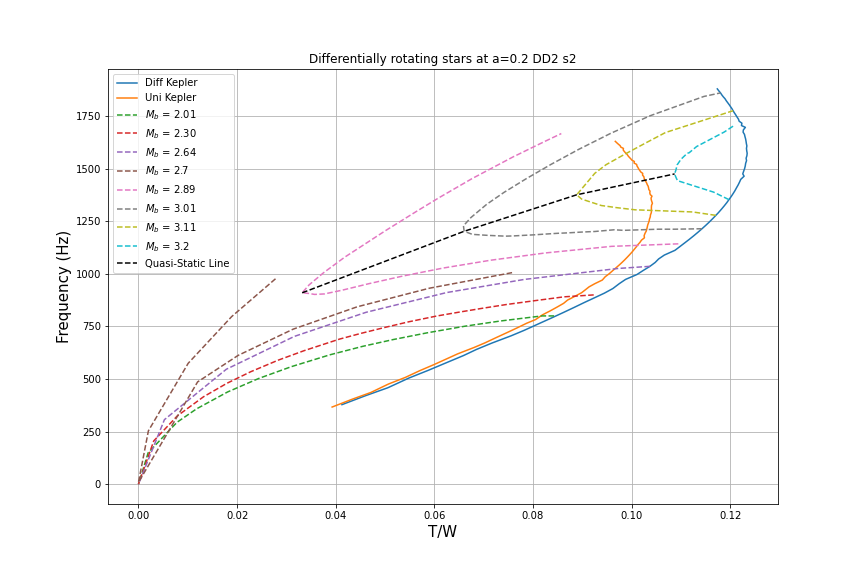 Differentially rotating stars at a=0.2 DD2 s2
Diff Kepler
Uni Kepler
M_b = 2.01
M_b = 2.30
M_b = 2.64
M_b = 2.7
M_b = 2.89
M_b = 3.01
M_b = 3.11
M_b = 3.2
Quasi-Static Line
Frequency (Hz)
1750
1500
1250
1000
750
500
250
0
0.00
0.02
0.04
0.06
0.08
0.10
0.12
T/W